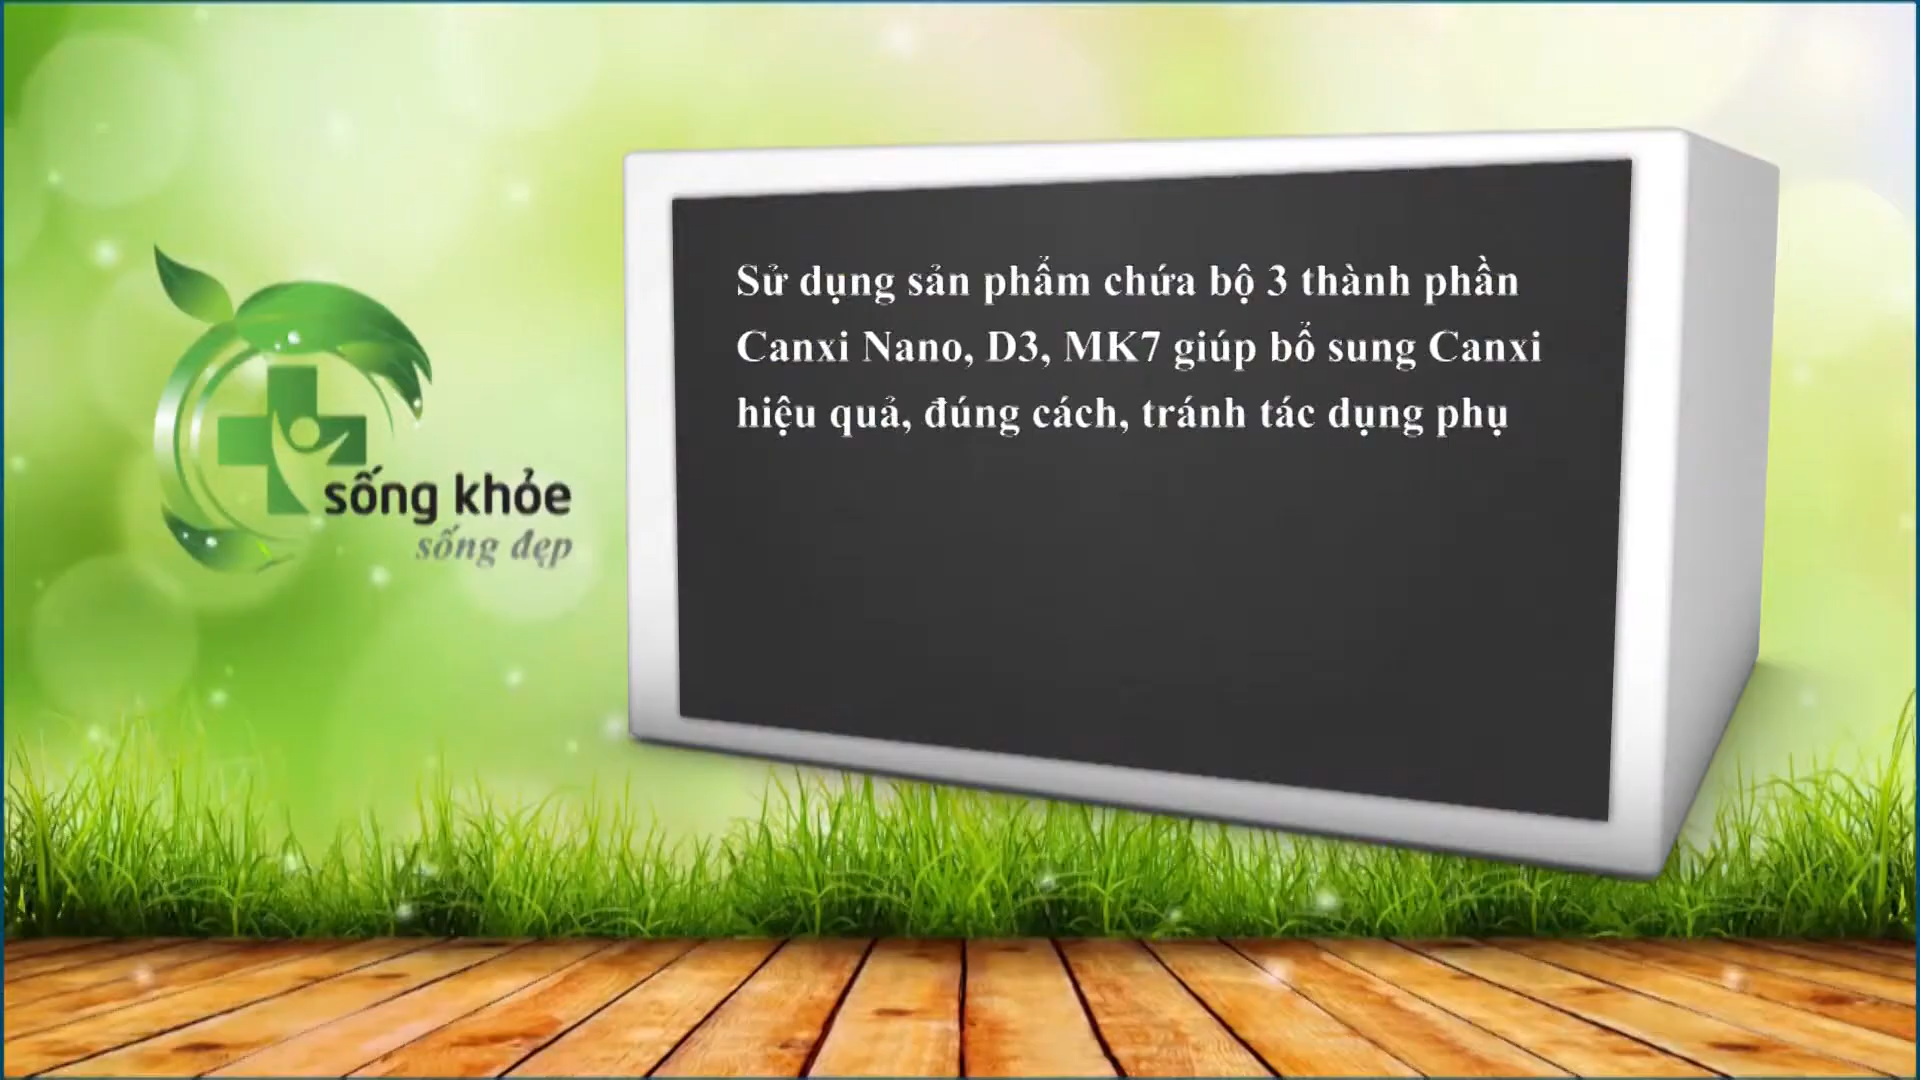 sống khỏe
sống đẹp
Sử dụng sản phẩm chứa bộ 3 thành phần
Canxi Nano, D3, MK7 giúp bổ sung Canxi
hiệu quả, đúng cách, tránh tác dụng phụ